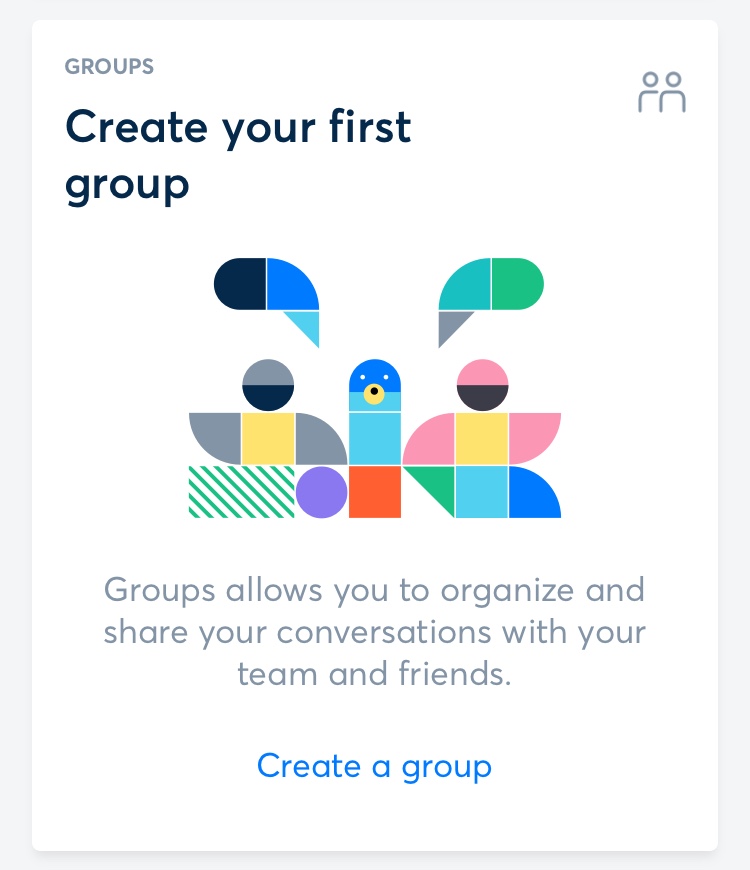 GROUPS
Create your first
group
Groups allows you to organize and
share your conversations with your
team and friends.
Create a group